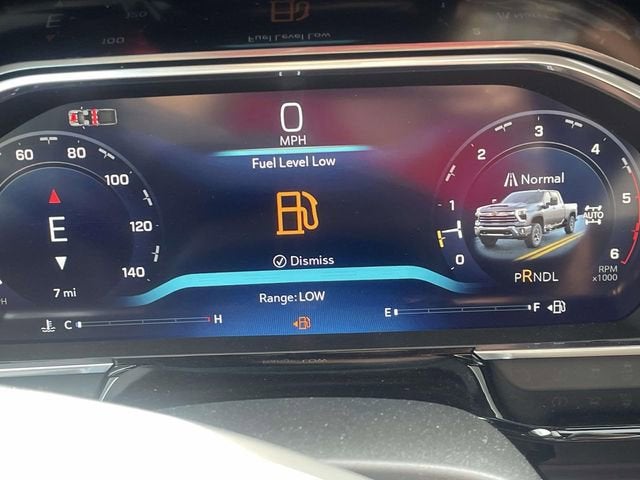 0
MPH
Fuel Level Low
60 80 100 120 140
E
7 mi
Dismiss
Range: LOW
C H
E F
1 2 3 4 5 6
0
Normal
AUTO
PRNDL
RPM
x1000